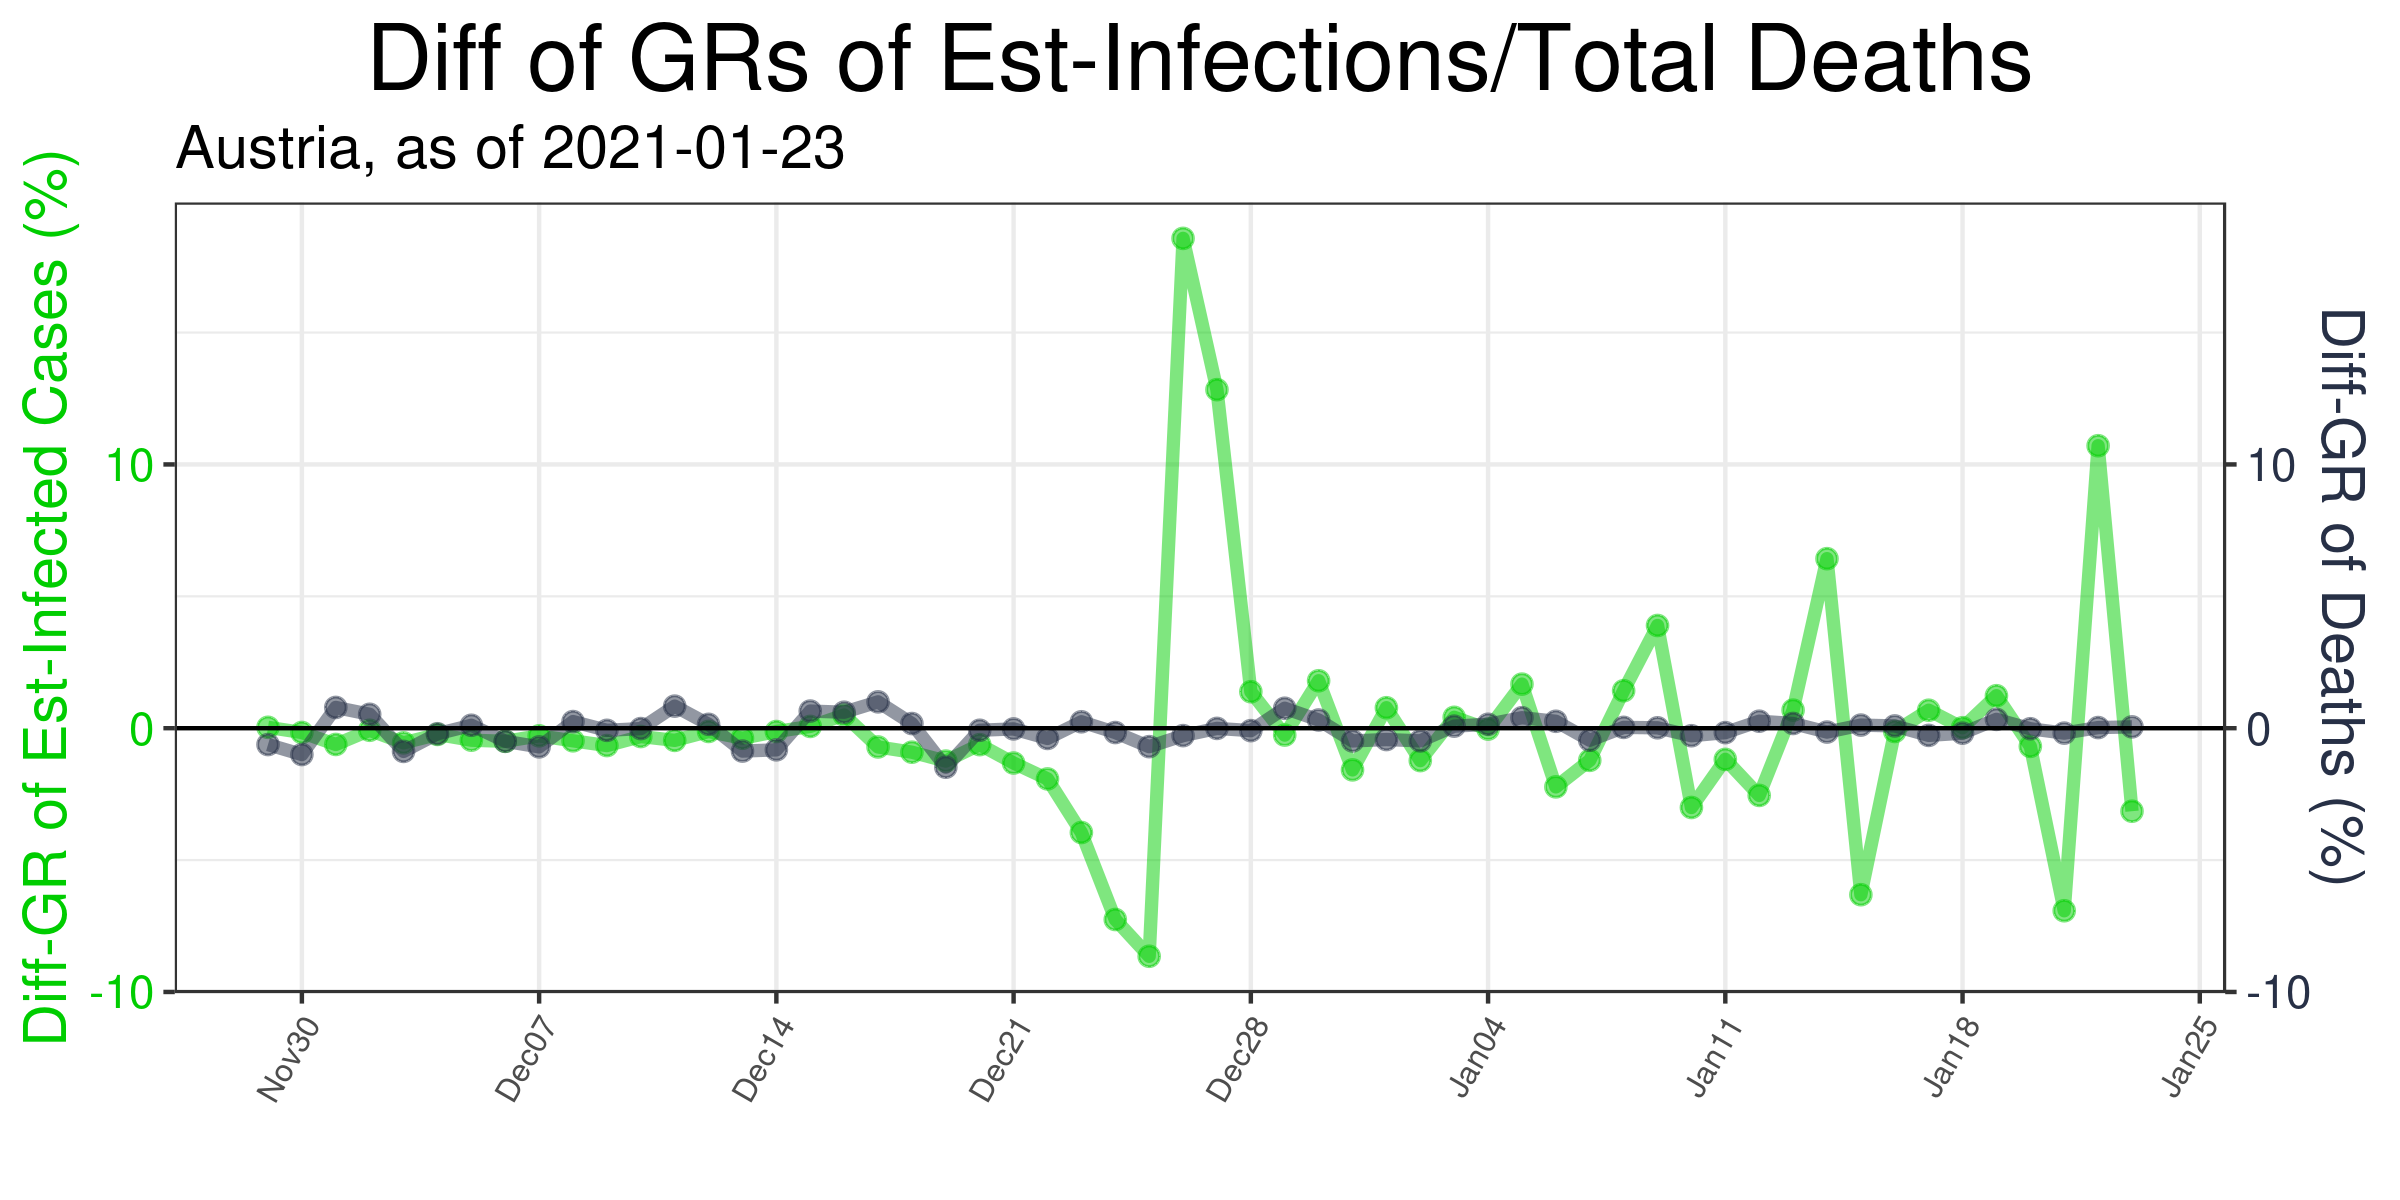 Diff of GRs of Est-Infections/Total Deaths
Austria, as of 2021-01-23
Diff-GR of Est-Infected Cases (%)
10
0
-10
10
0
-10
Diff-GR of Deaths (%)
Nov30
Dec07
Dec14
Dec21
Dec28
Jan04
Jan11
Jan18
Jan25